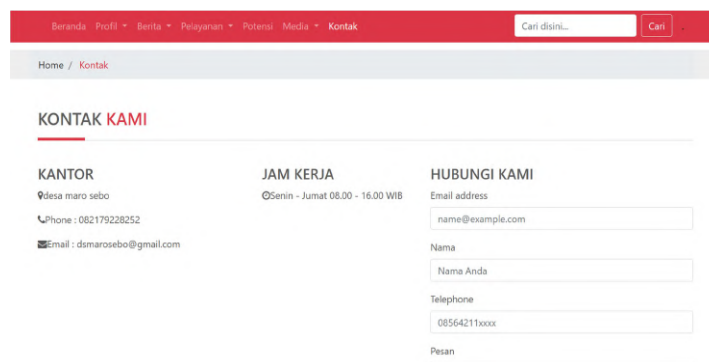 Beranda Profil Berita Pelayanan Potensi Media Kontak Cari disini... Cari
Home / Kontak
KONTAK KAMI
KANTOR
desa maro sebo
Phone : 082179228252
Email : dsmarosebo@gmail.com
JAM KERJA
Senin - Jumat 08.00 - 16.00 WIB
HUBUNGI KAMI
Email address
name@example.com
Nama
Nama Anda
Telephone
08564211xxxx
Pesan